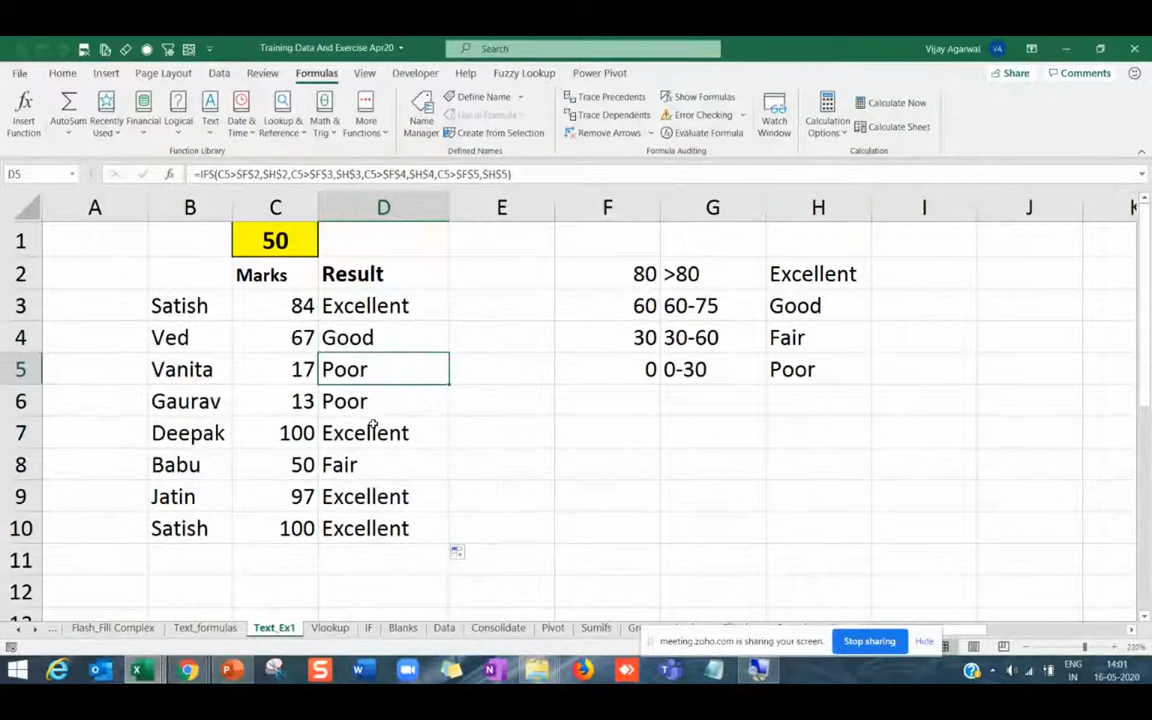 Training Data And Exercise Apr20
Search
Vijay Agarwal VA
File Home Insert Page Layout Data Review Formulas View Developer Help Fuzzy Lookup Power Pivot Share Comments
Insert Function
AutoSum
Recently Used
Financial
Logical
Text
Date & Time
Lookup & Reference
Math & Trig
More Functions
Function Library
Name Manager
Define Name
Use in Formula
Create from Selection
Defined Names
Trace Precedents
Trace Dependents
Remove Arrows
Show Formulas
Error Checking
Evaluate Formula
Formula Auditing
Watch Window
Calculation Options
Calculate Now
Calculate Sheet
Calculation
D5 fx =IFS(C5>$F$2,$H$2,C5>$F$3,$H$3,C5>$F$4,$H$4,C5>$F$5,$H$5)
A B C D E F G H I J K
1 50
2 Marks Result 80 >80 Excellent
3 Satish 84 Excellent 60 60-75 Good
4 Ved 67 Good 30 30-60 Fair
5 Vanita 17 Poor 0 0-30 Poor
6 Gaurav 13 Poor
7 Deepak 100 Excellent
8 Babu 50 Fair
9 Jatin 97 Excellent
10 Satish 100 Excellent
11
12
... Flash_Fill Complex Text_formulas Text_Ex1 Vlookup IF Blanks Data Consolidate Pivot Sumifs
meeting.zoho.com is sharing your screen. Stop sharing Hide
220%
ENG
IN
14:01
16-05-2020